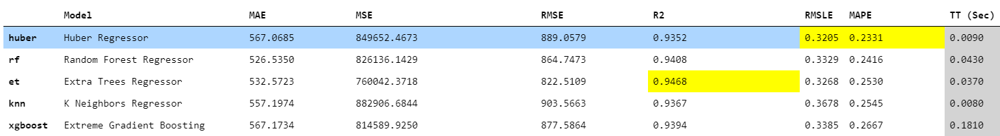 Model MAE MSE RMSE R2 RMSLE MAPE TT (Sec)
huber Huber Regressor 567.0685 849652.4673 889.0579 0.9352 0.3205 0.2331 0.0090
rf Random Forest Regressor 526.5350 826136.1429 864.7473 0.9408 0.3329 0.2416 0.0430
et Extra Trees Regressor 532.5723 760042.3718 822.5109 0.9468 0.3268 0.2530 0.0370
knn K Neighbors Regressor 557.1974 882906.6844 903.5663 0.9367 0.3678 0.2545 0.0080
xgboost Extreme Gradient Boosting 567.1734 814589.9250 877.5864 0.9394 0.3385 0.2667 0.1810